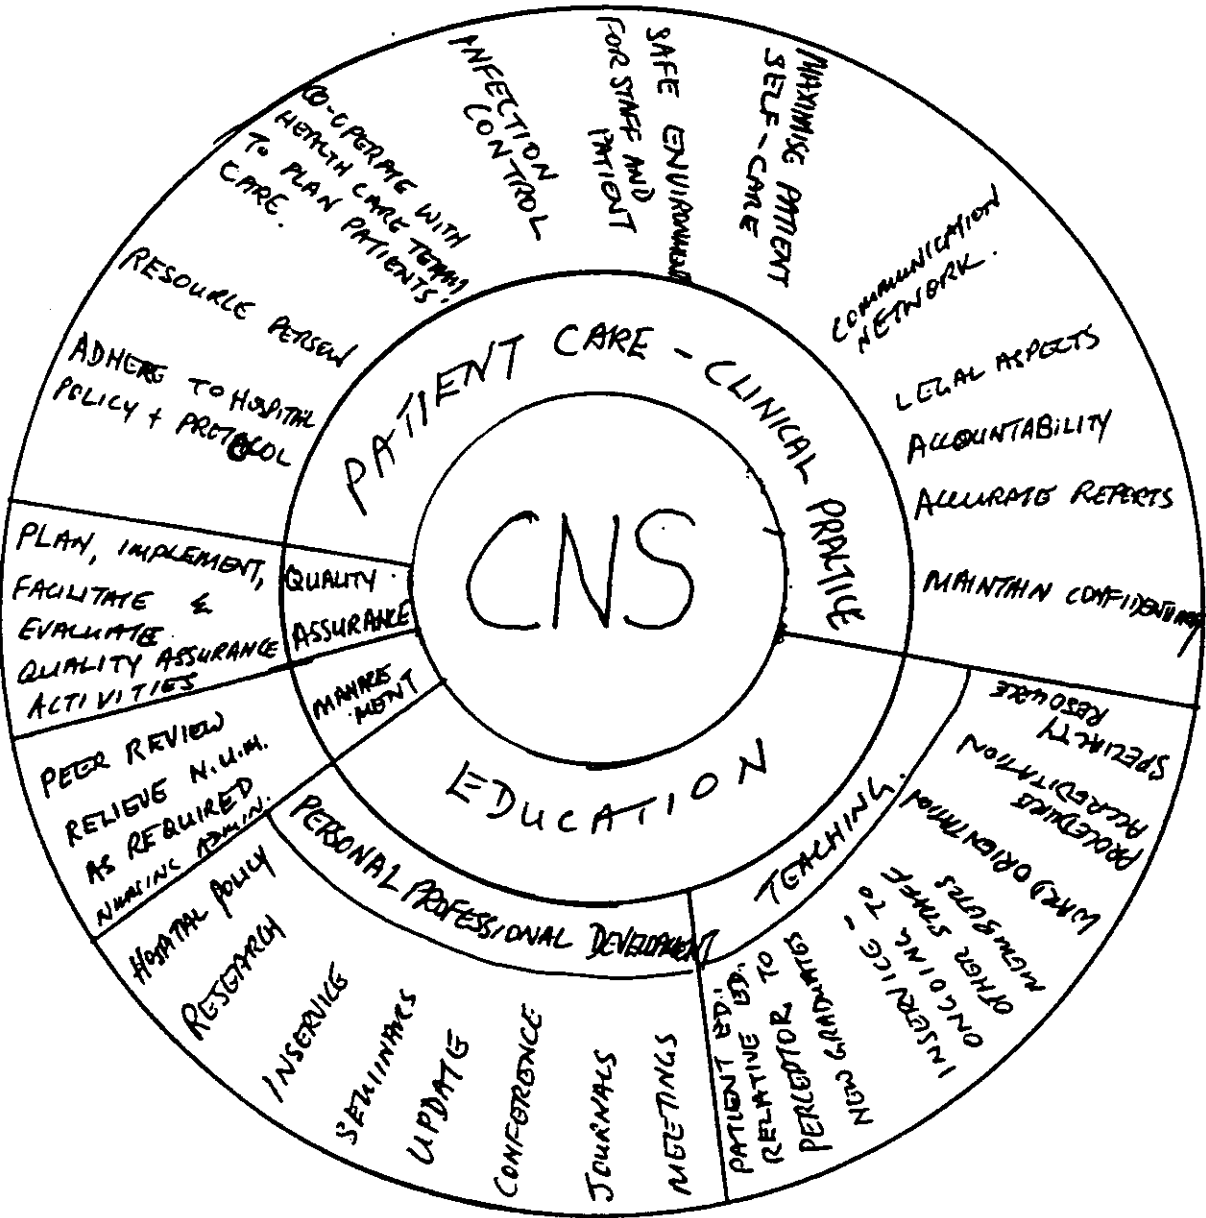 CNS
PATIENT CARE - CLINICAL PRACTICE
ADHERE TO HOSPITAL
POLICY + PROTOCOL
RESOURCE PERSON
CO-OPERATE WITH
HEALTH CARE TEAM
TO PLAN PATIENTS'
CARE.
INFECTION
CONTROL
SAFE ENVIRONMENT
FOR STAFF AND
PATIENT
MAXIMISE PATIENT
SELF-CARE
COMMUNICATION
NETWORK.
LEGAL ASPECTS
ACCOUNTABILITY
ACCURATE REPORTS
MAINTAIN CONFIDENTIALITY
EDUCATION
TEACHING.
SPECIALTY
RESOURCE
PROCEDURE
ACCREDITATION
WARD ORIENTATION
INSERVICE -
ONGOING TO
OTHER STAFF
MEMBERS
PERCEPTOR TO
NEW GRADUATES
PATIENT ED.
RELATIVE ED.
PERSONAL PROFESSIONAL DEVELOPMENT
MEETINGS
JOURNALS
CONFERENCE
UPDATE
SEMINARS
INSERVICE
RESEARCH
HOSPITAL POLICY
MANAGE
MENT
PEER REVIEW
RELIEVE N.U.M.
AS REQUIRED
NURSING ADMIN.
QUALITY
ASSURANCE
PLAN, IMPLEMENT,
FACILITATE &
EVALUATE
QUALITY ASSURANCE
ACTIVITIES